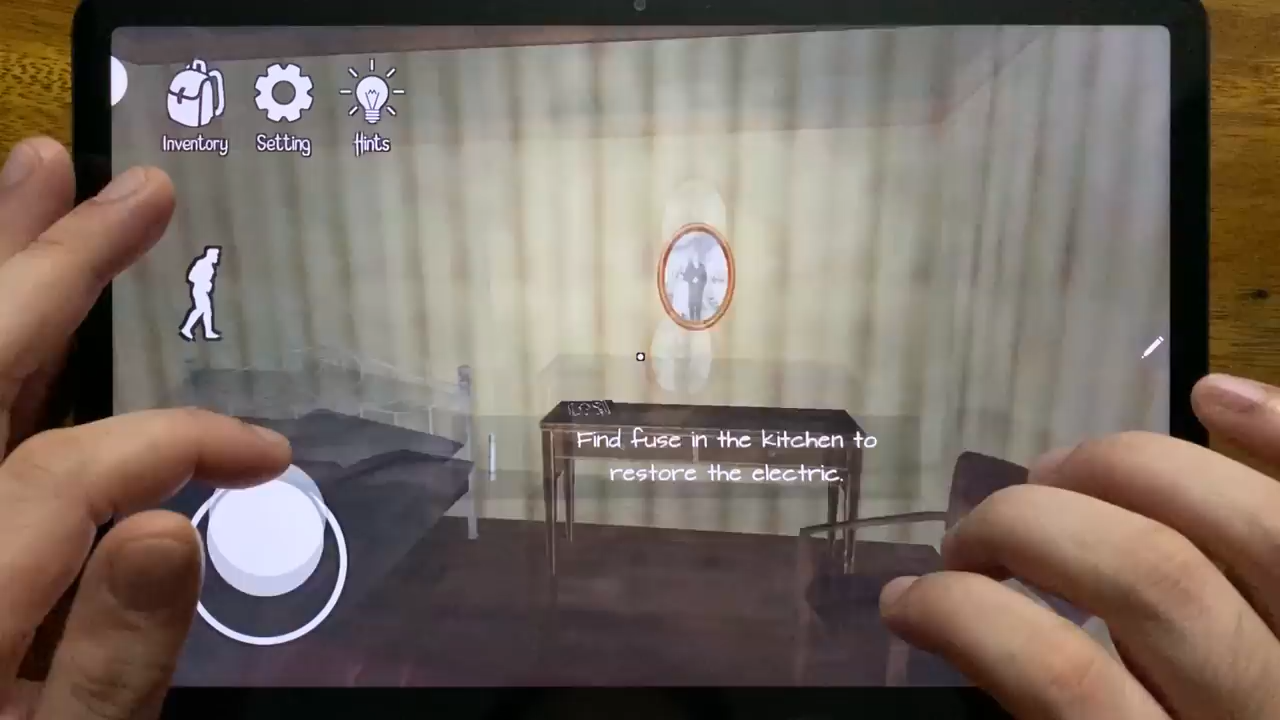 Inventory
Setting
Hints
Find fuse in the kitchen to
restore the electric.